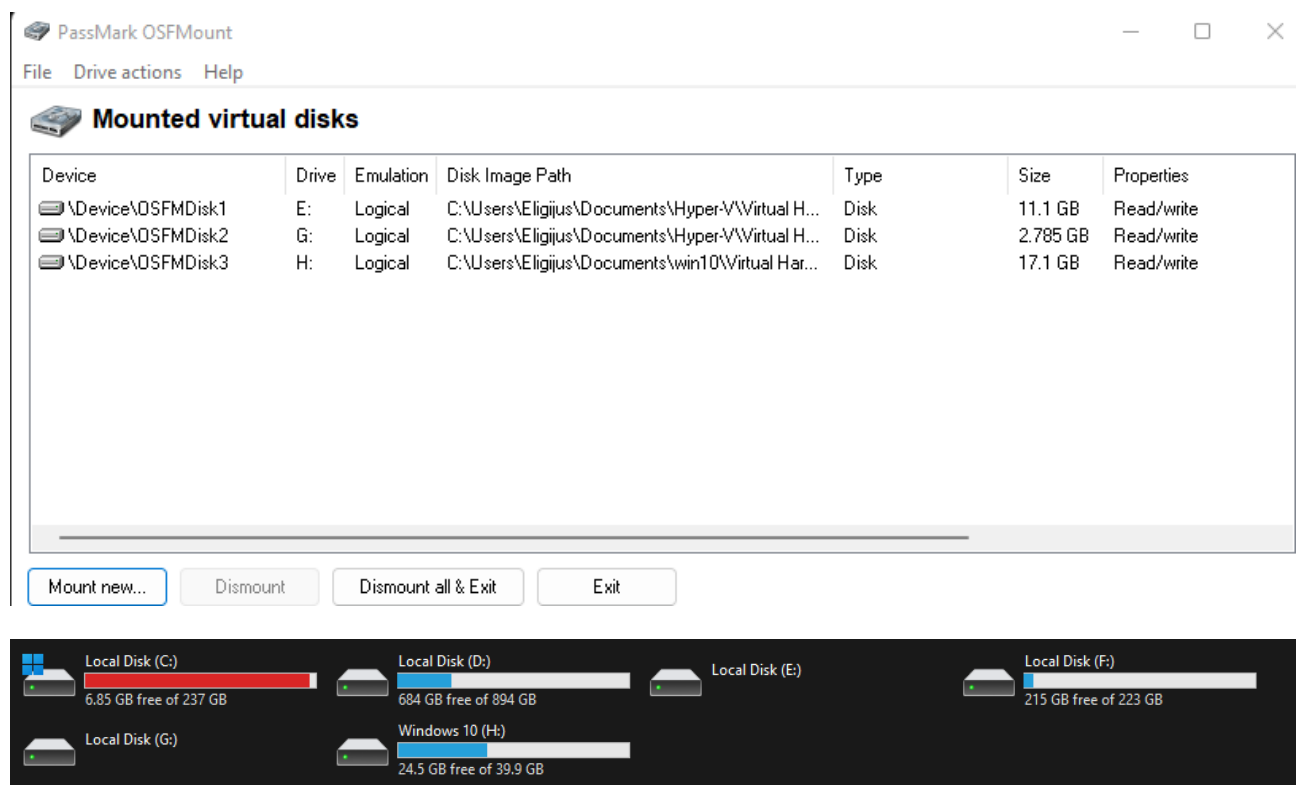 PassMark OSFMount
File Drive actions Help
Mounted virtual disks
Device Drive Emulation Disk Image Path Type Size Properties
\Device\OSFMDisk1 E: Logical C:\Users\Eligijus\Documents\Hyper-V\Virtual H... Disk 11.1 GB Read/write
\Device\OSFMDisk2 G: Logical C:\Users\Eligijus\Documents\Hyper-V\Virtual H... Disk 2.785 GB Read/write
\Device\OSFMDisk3 H: Logical C:\Users\Eligijus\Documents\win10\Virtual Har... Disk 17.1 GB Read/write
Mount new... Dismount Dismount all & Exit Exit
Local Disk (C:) Local Disk (D:) Local Disk (E:) Local Disk (F:)
6.85 GB free of 237 GB 684 GB free of 894 GB 215 GB free of 223 GB
Local Disk (G:) Windows 10 (H:)
24.5 GB free of 39.9 GB